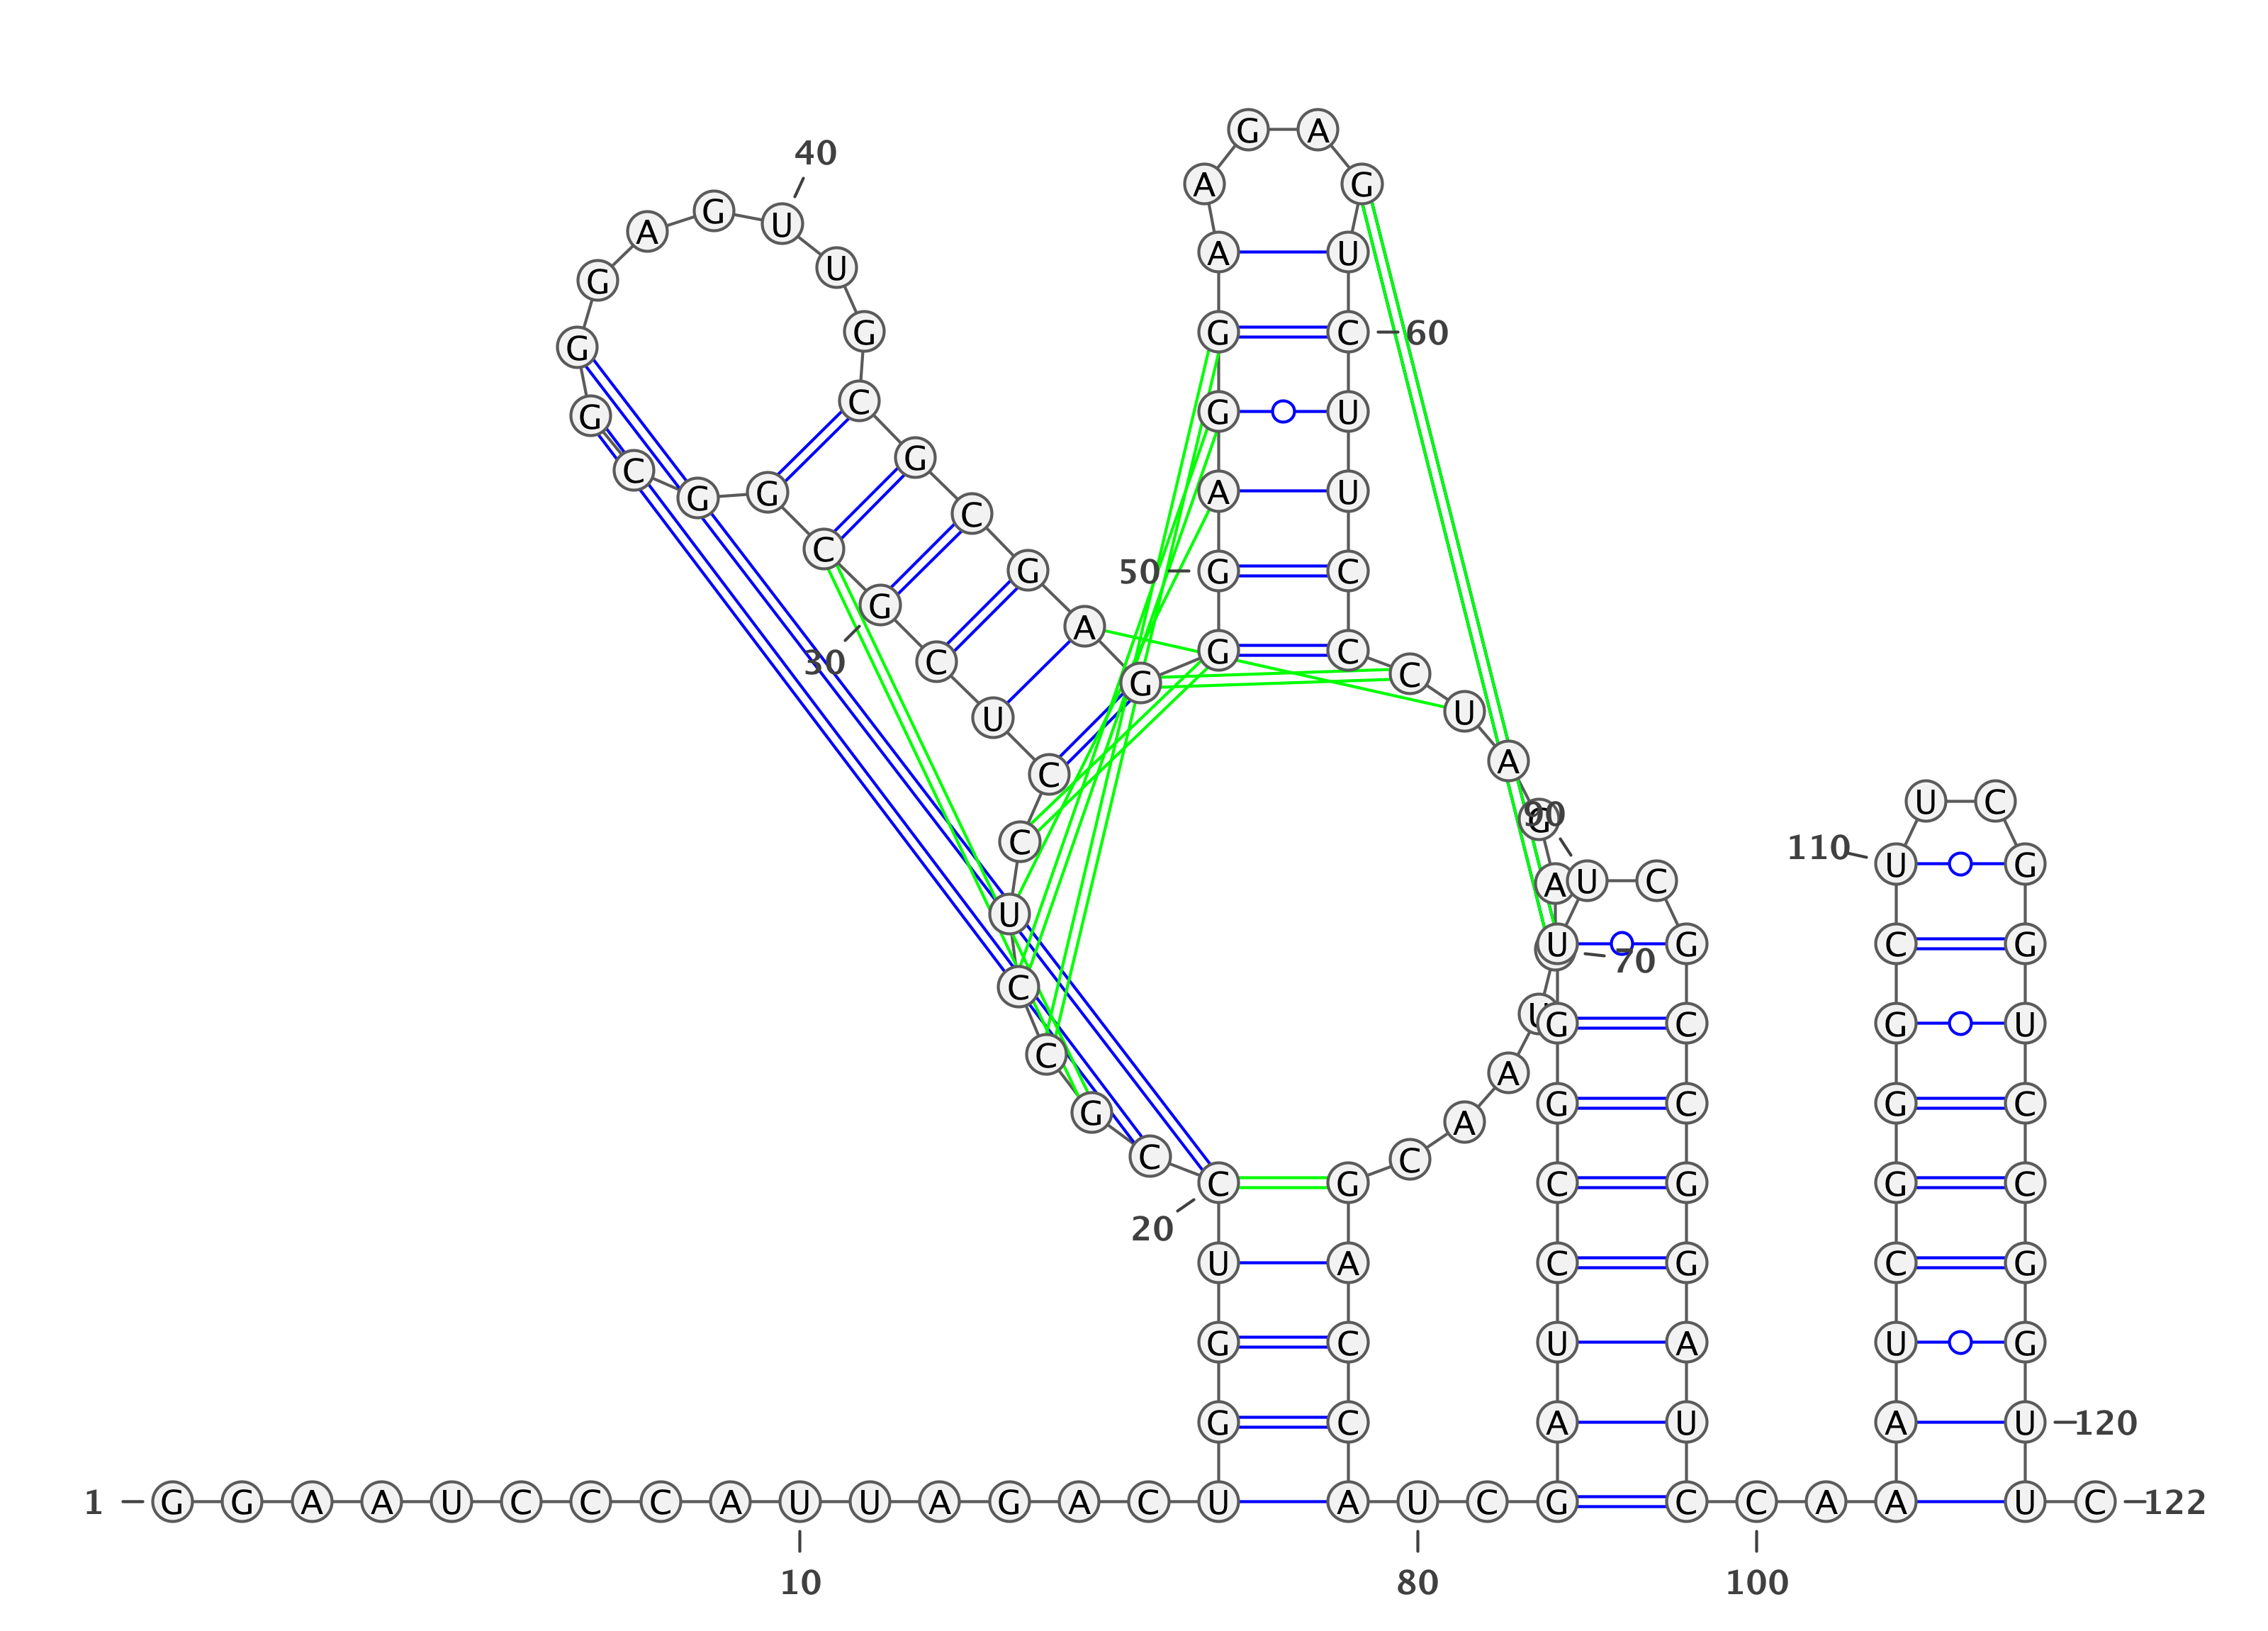 G A
40
A G
A G U
A U
G U
G G C 60
G C
G U
G C G
G G A U
C
C 50 G C
G
G
A
30 C G C
G C
U U
A
C
U C
90
G
C 110 U G
A U C
U U G C G
70
C
U G C G U
C
A
G C G C
G A
C C
C G C G G C
20
U A C G C G
G C U A U G
G C A U A U 120
1 G G A A U C C C A U U A G A C U A U C G C C A A U C 122
10 80 100